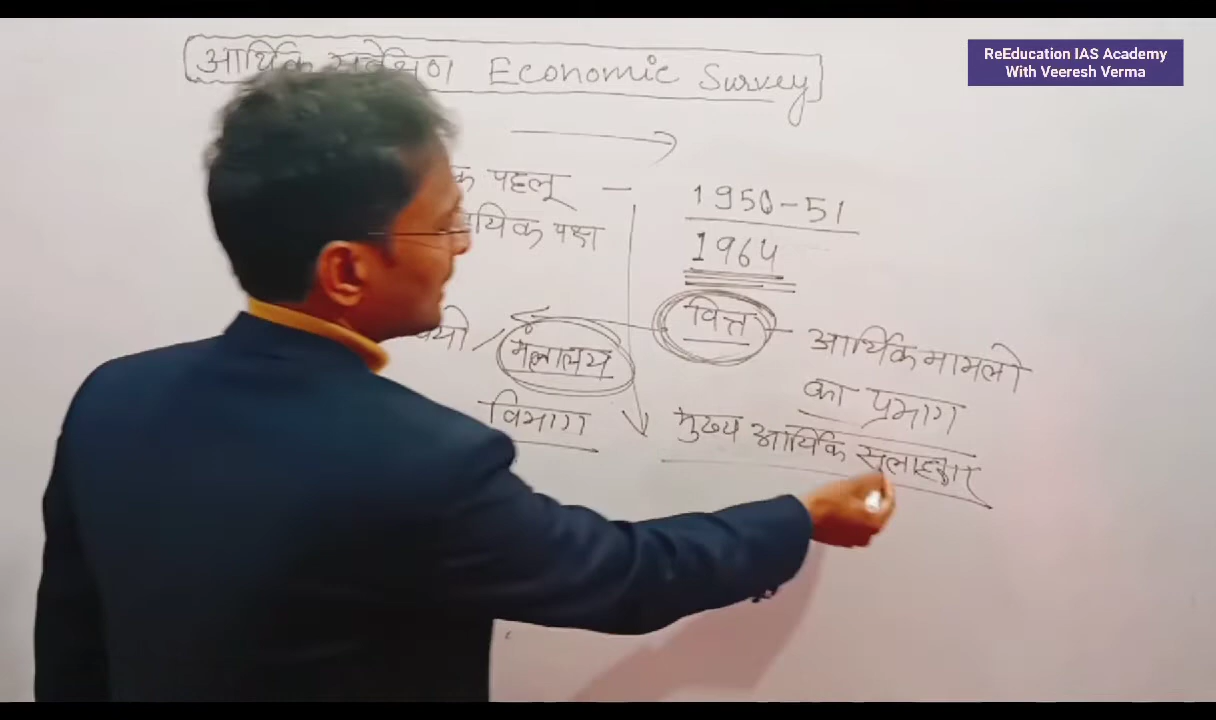 ReEducation IAS Academy
With Veeresh Verma
आर्थिक सर्वेक्षण Economic Survey
पहलू —
1950-51
पक्ष
1964
वित्त
मंत्रालय
आर्थिक मामलो
का प्रभाग
विभाग
मुख्य आर्थिक सलाहकार